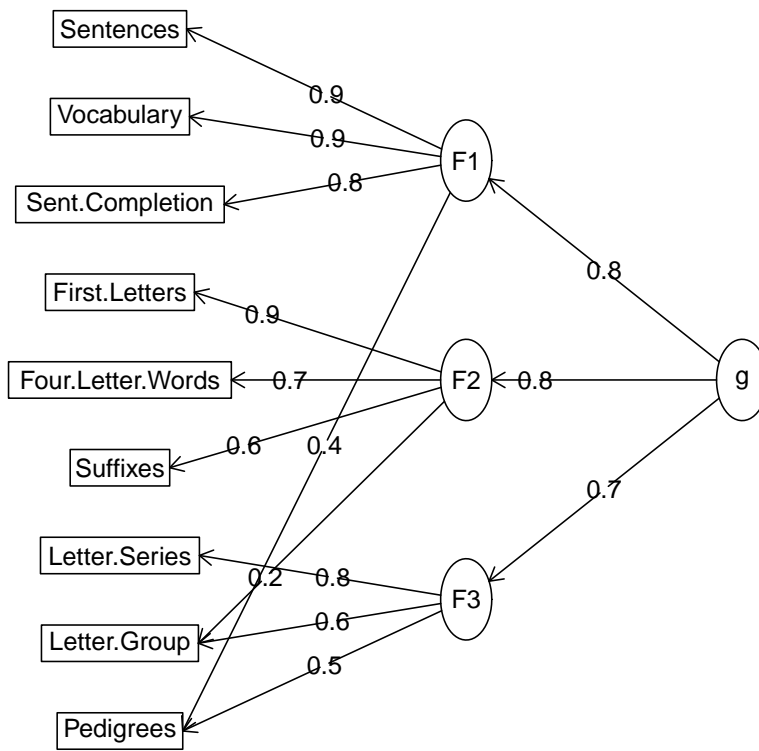 Sentences
0.9
Vocabulary
0.9
F1
Sent.Completion
0.8
0.8
First.Letters
0.9
Four.Letter.Words
0.7
F2
0.8
g
Suffixes
0.6
0.4
0.7
Letter.Series
0.2
0.8
F3
Letter.Group
0.6
0.5
Pedigrees